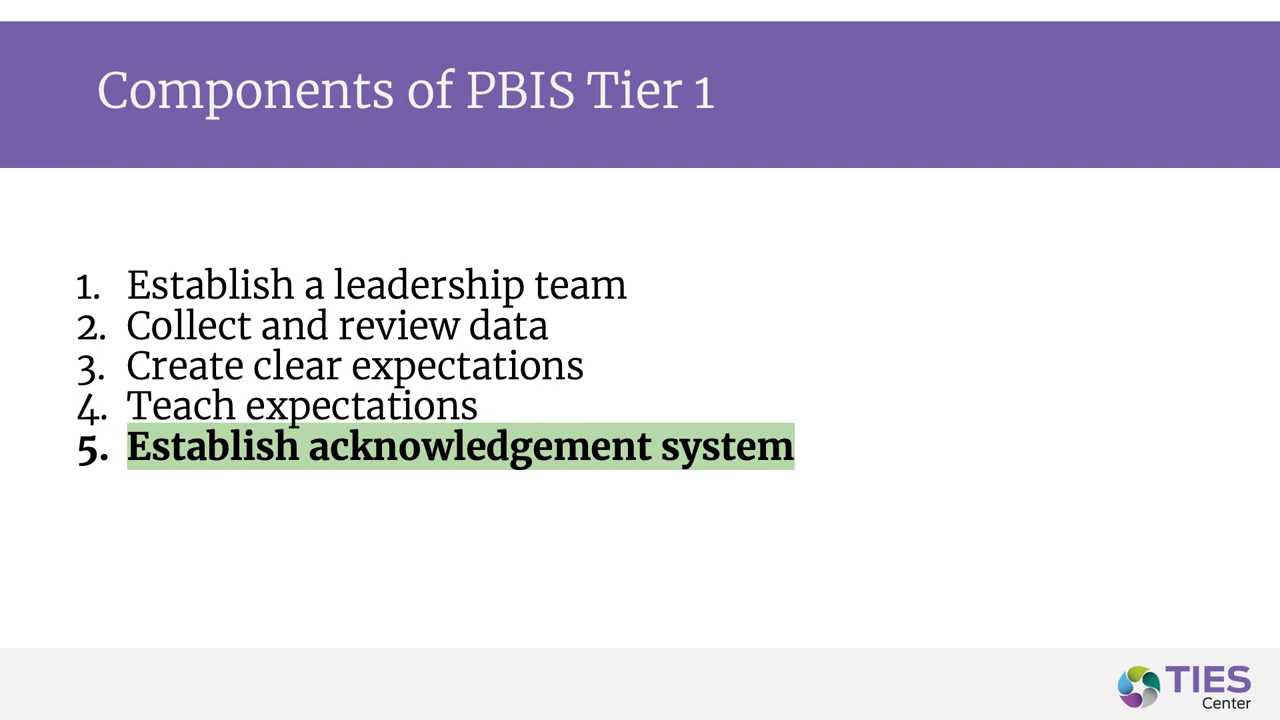 Components of PBIS Tier 1
1. Establish a leadership team
2. Collect and review data
3. Create clear expectations
4. Teach expectations
5. Establish acknowledgement system
TIES
Center